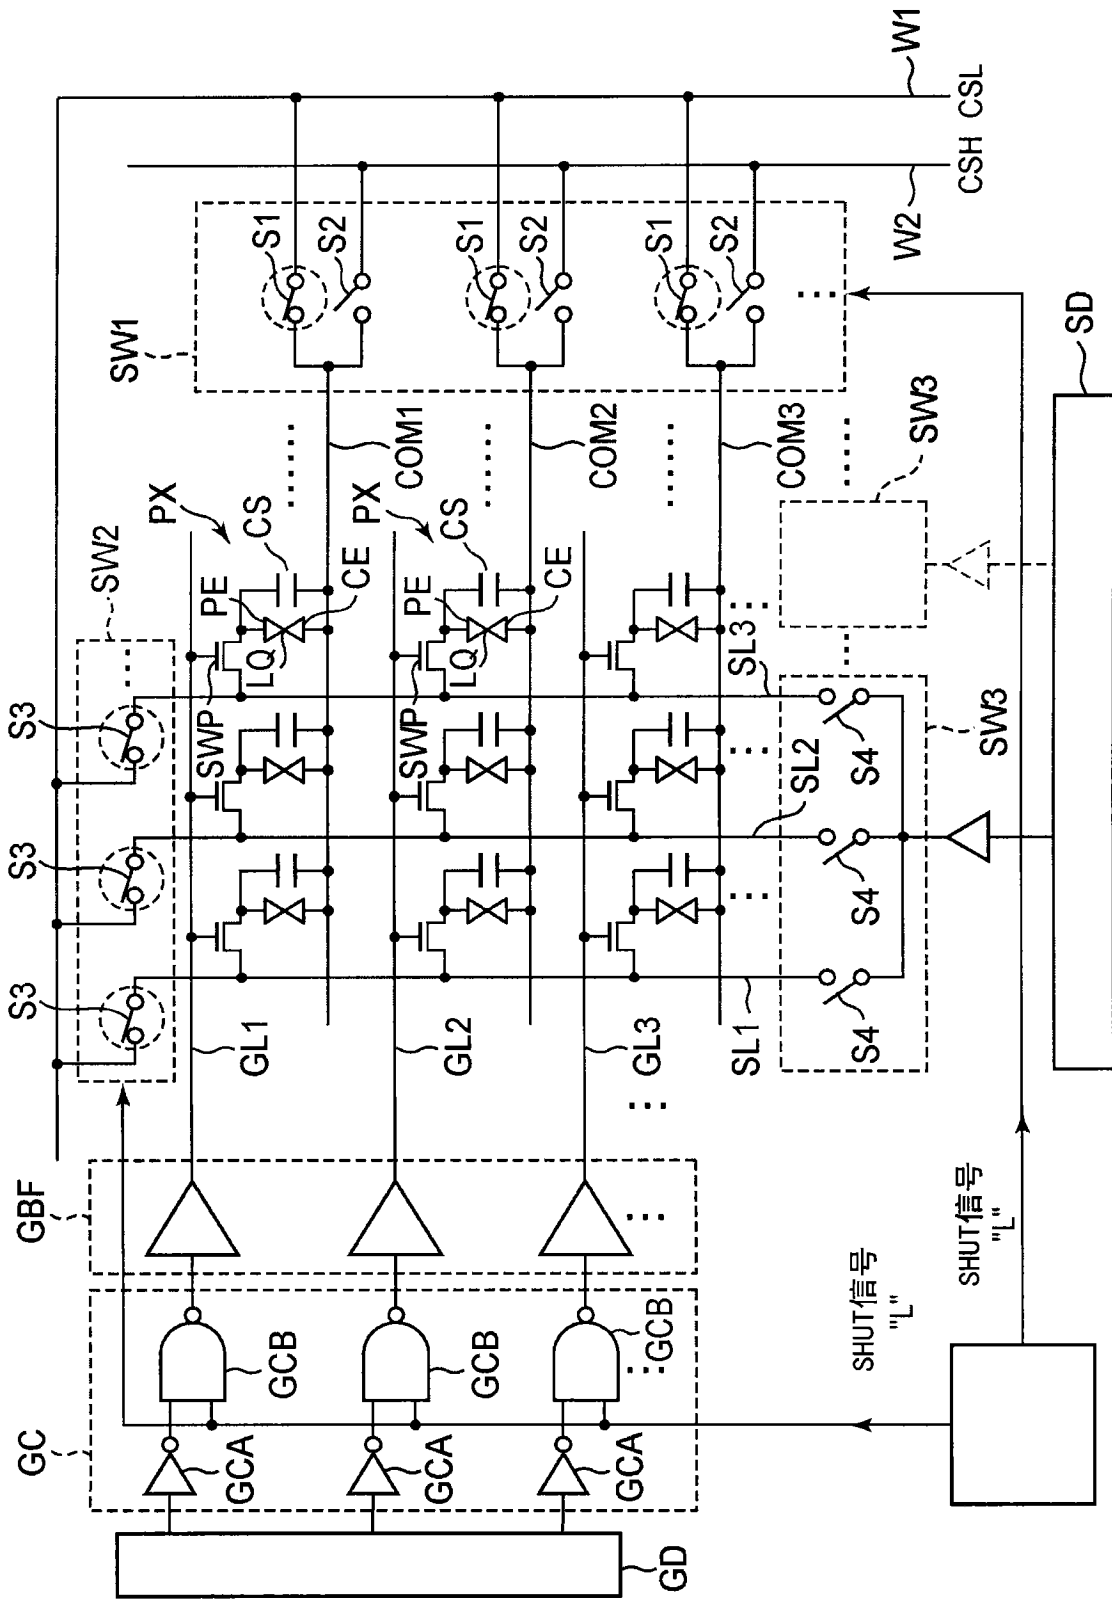 GC
GBF
S3
S3
S3
SW2
SW1
PX
GCA
GCB
GL1
SWP
PE
LQ
CS
CE
S1
S2
COM1
PX
GCA
GCB
GL2
SWP
PE
LQ
CS
CE
S1
S2
COM2
GCA
GCB
GL3
S1
S2
COM3
GD
SL1
SL2
SL3
S4
S4
S4
SW3
SW3
W2
W1
CSH
CSL
SHUT信号
"L"
SHUT信号
"L"
SD